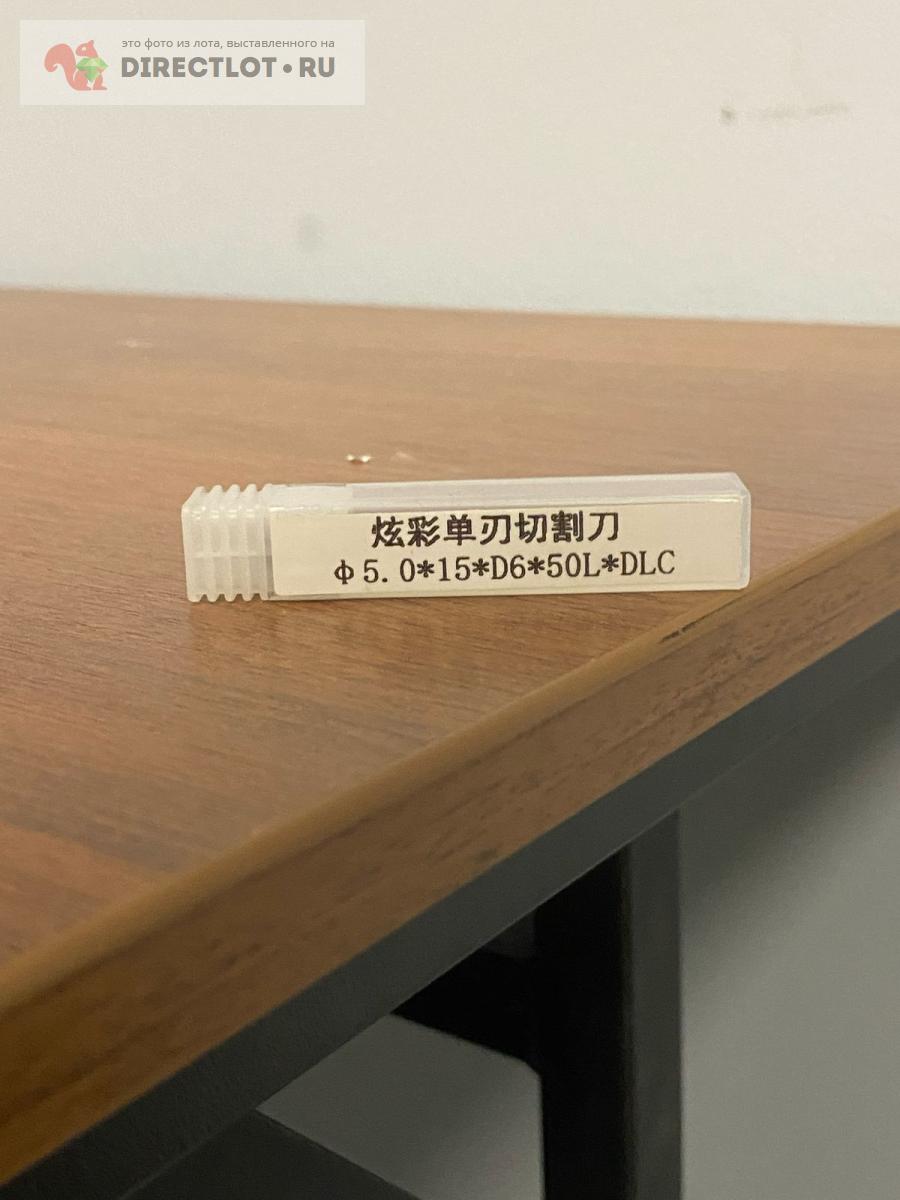 это фото из лота, выставленного на
DIRECTLOT•RU
炫彩单刃切割刀
Φ5.0*15*D6*50L*DLC